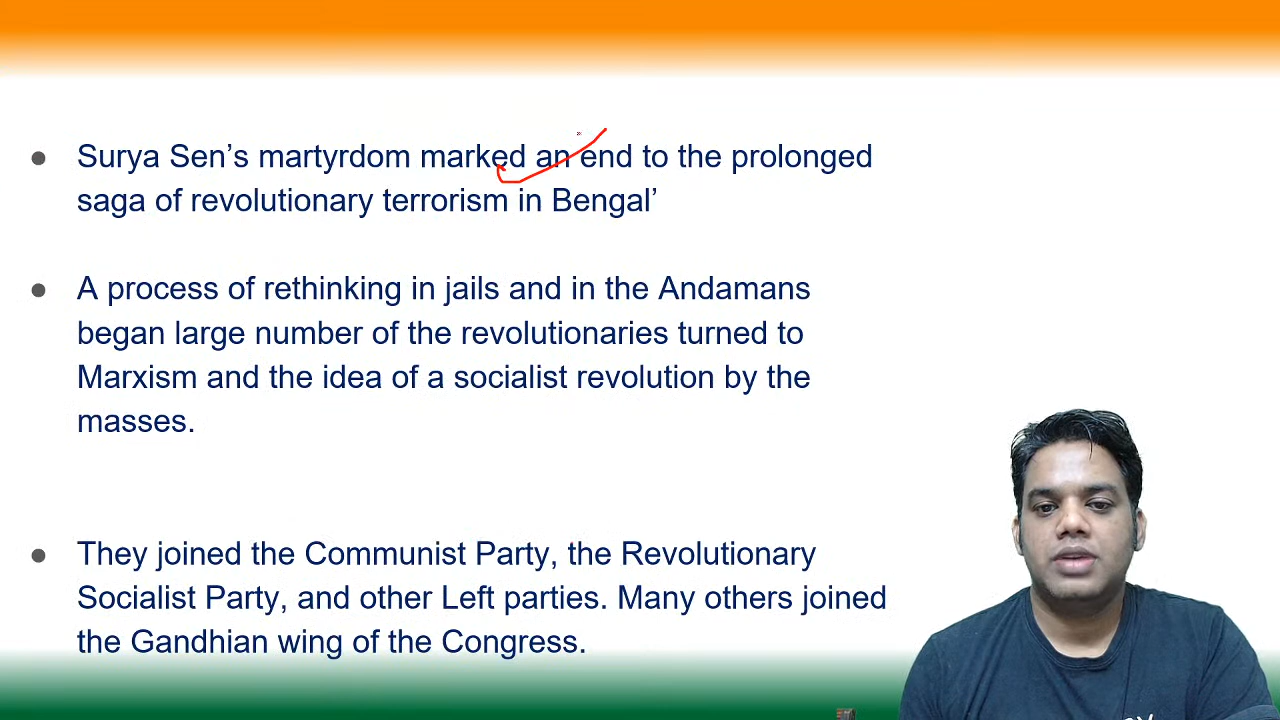 ● Surya Sen’s martyrdom marked an end to the prolonged
saga of revolutionary terrorism in Bengal’
● A process of rethinking in jails and in the Andamans
began large number of the revolutionaries turned to
Marxism and the idea of a socialist revolution by the
masses.
● They joined the Communist Party, the Revolutionary
Socialist Party, and other Left parties. Many others joined
the Gandhian wing of the Congress.